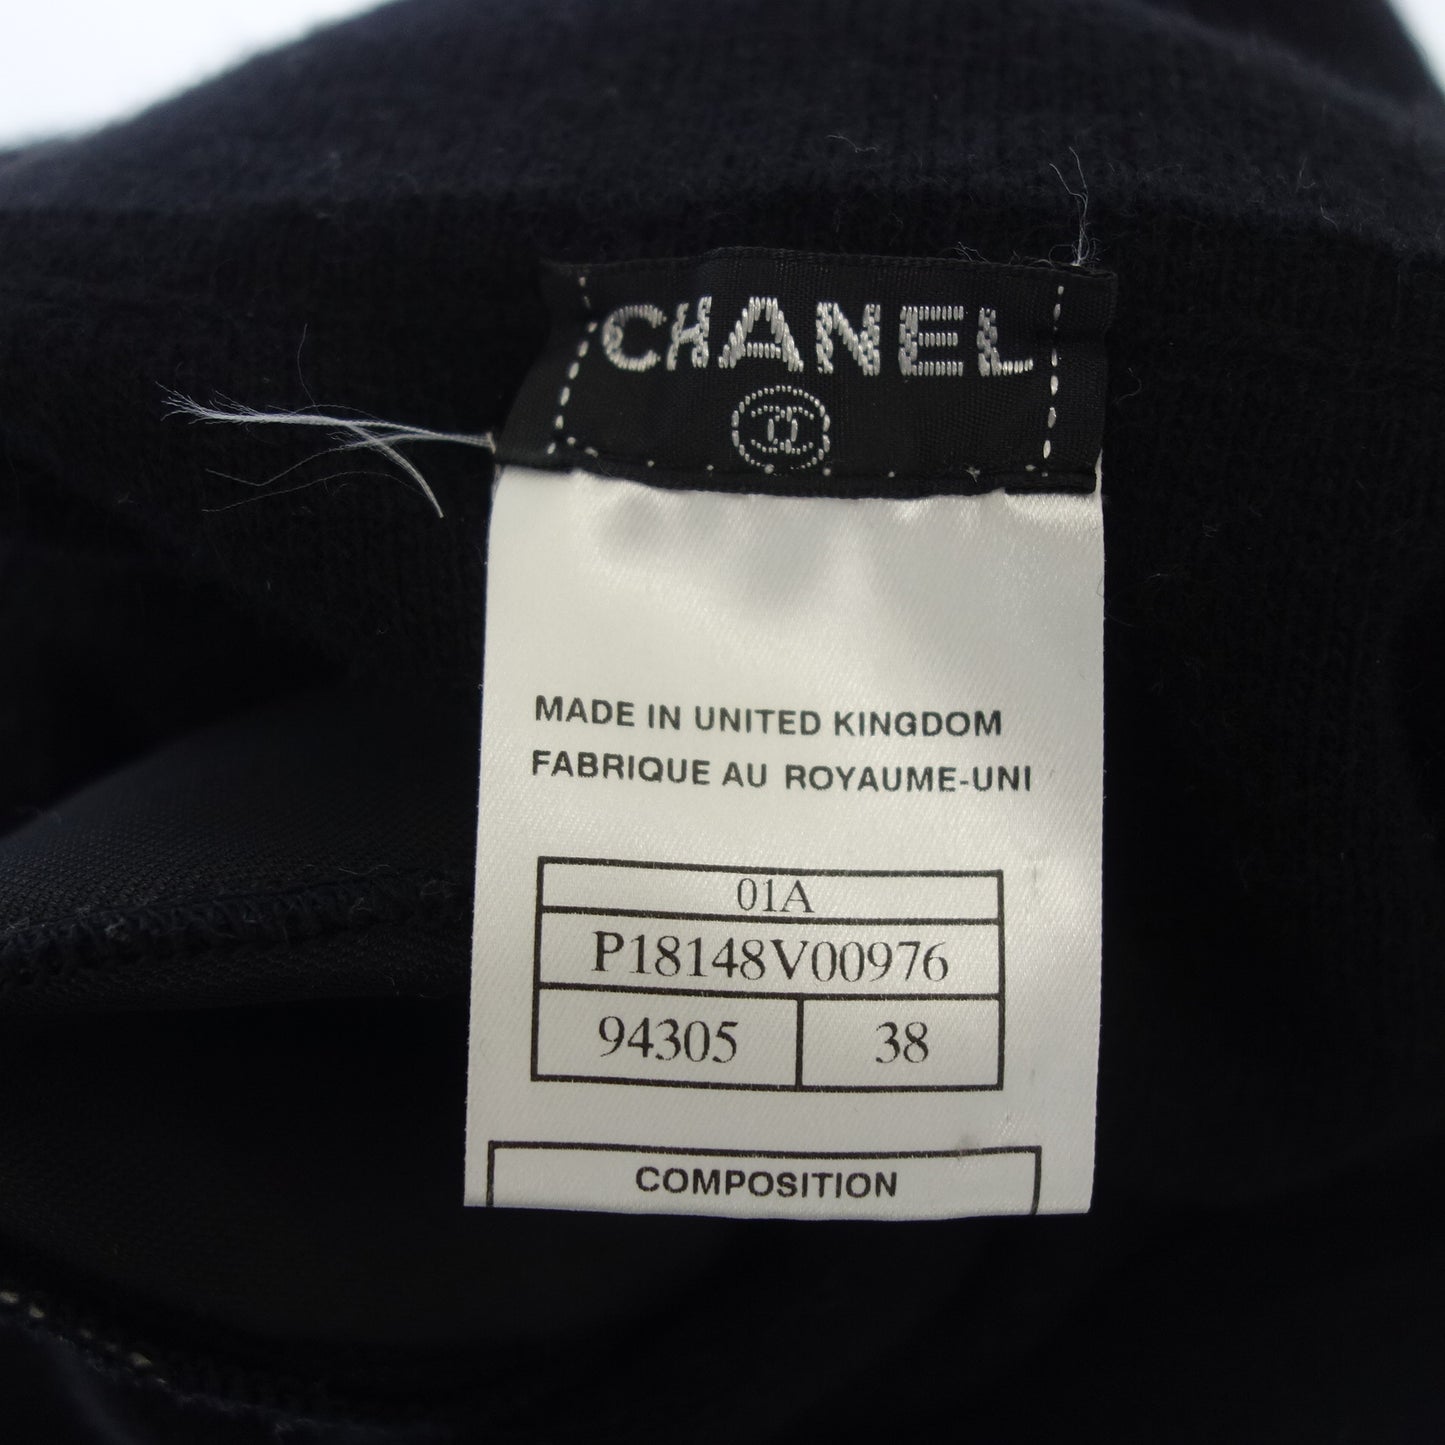 CHANEL
MADE IN UNITED KINGDOM
FABRIQUE AU ROYAUME-UNI
01A
P18148V00976
94305 38
COMPOSITION